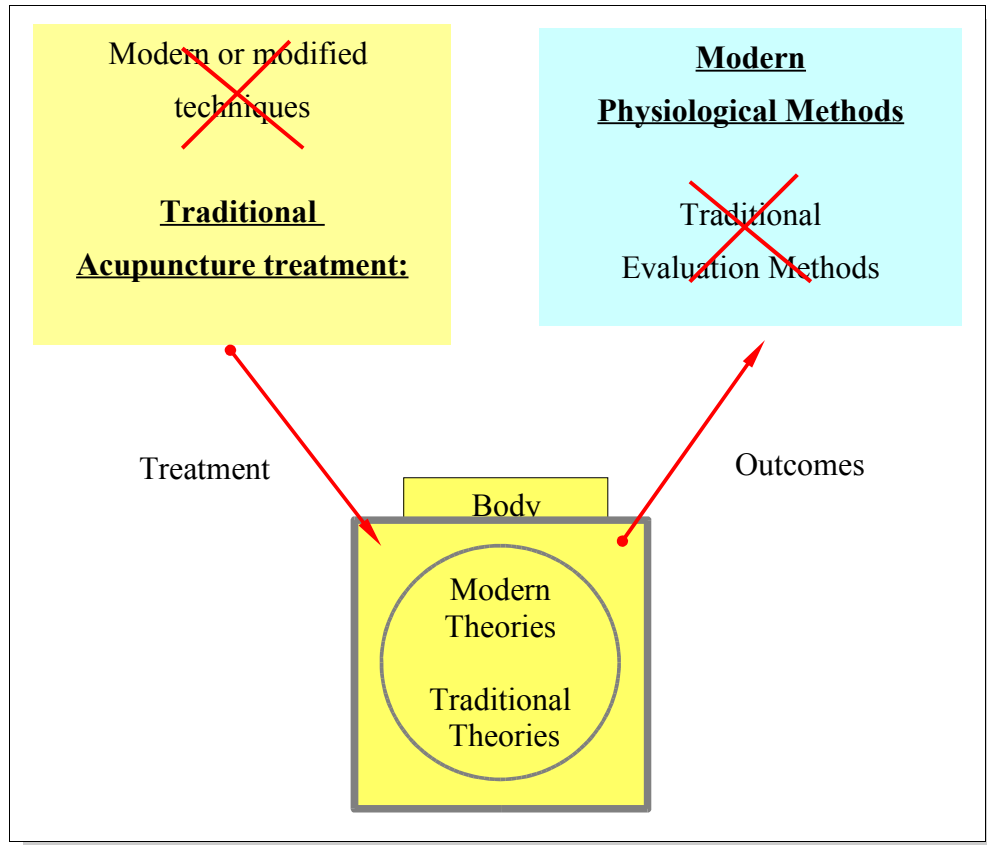 Modern or modified
techniques
Traditional
Acupuncture treatment:
Modern
Physiological Methods
Traditional
Evaluation Methods
Treatment
Outcomes
Body
Modern
Theories
Traditional
Theories